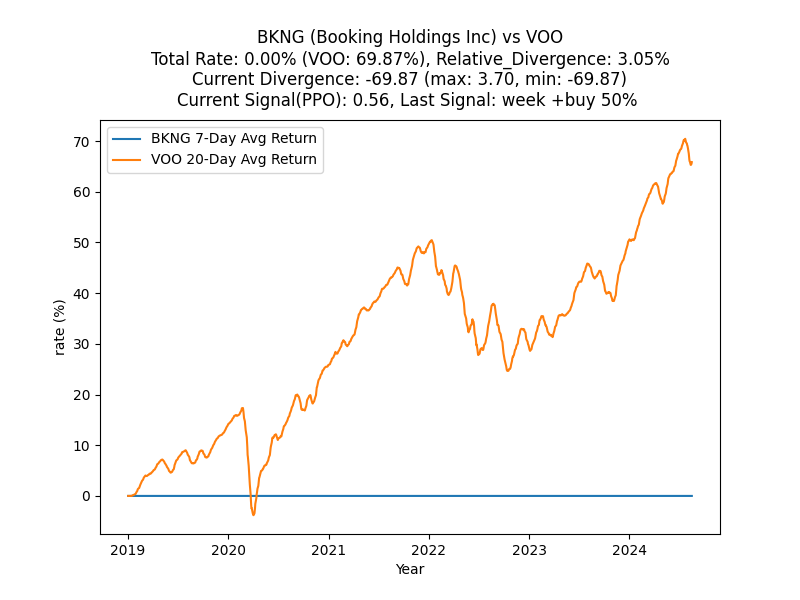 BKNG (Booking Holdings Inc) vs VOO
Total Rate: 0.00% (VOO: 69.87%), Relative_Divergence: 3.05%
Current Divergence: -69.87 (max: 3.70, min: -69.87)
Current Signal(PPO): 0.56, Last Signal: week +buy 50%
BKNG 7-Day Avg Return
VOO 20-Day Avg Return
70
60
50
40
30
20
10
0
rate (%)
2019 2020 2021 2022 2023 2024
Year